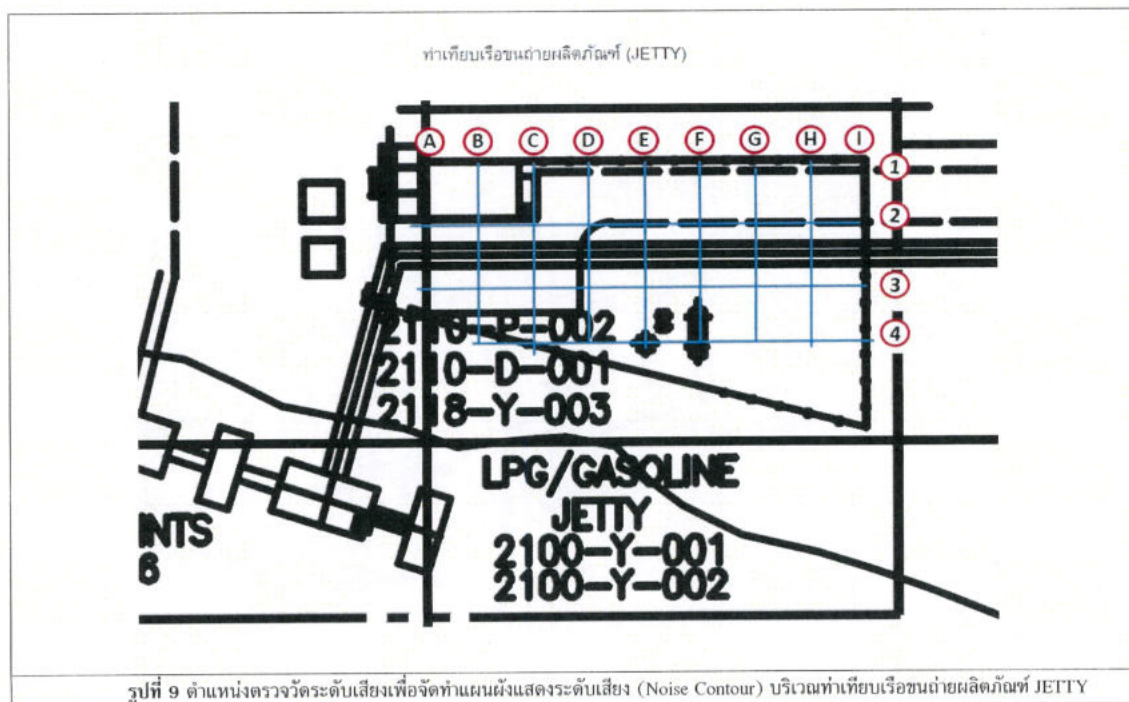 ท่าเทียบเรือขนถ่ายผลิตภัณฑ์ (JETTY)
A B C D E F G H I
1
2
3
4
2110-P-002
2110-D-001
2118-Y-003
LPG/GASOLINE
JETTY
2100-Y-001
2100-Y-002
INTS
6
รูปที่ 9 ตำแหน่งตรวจวัดระดับเสียงเพื่อจัดทำแผนผังแสดงระดับเสียง (Noise Contour) บริเวณท่าเทียบเรือขนถ่ายผลิตภัณฑ์ JETTY